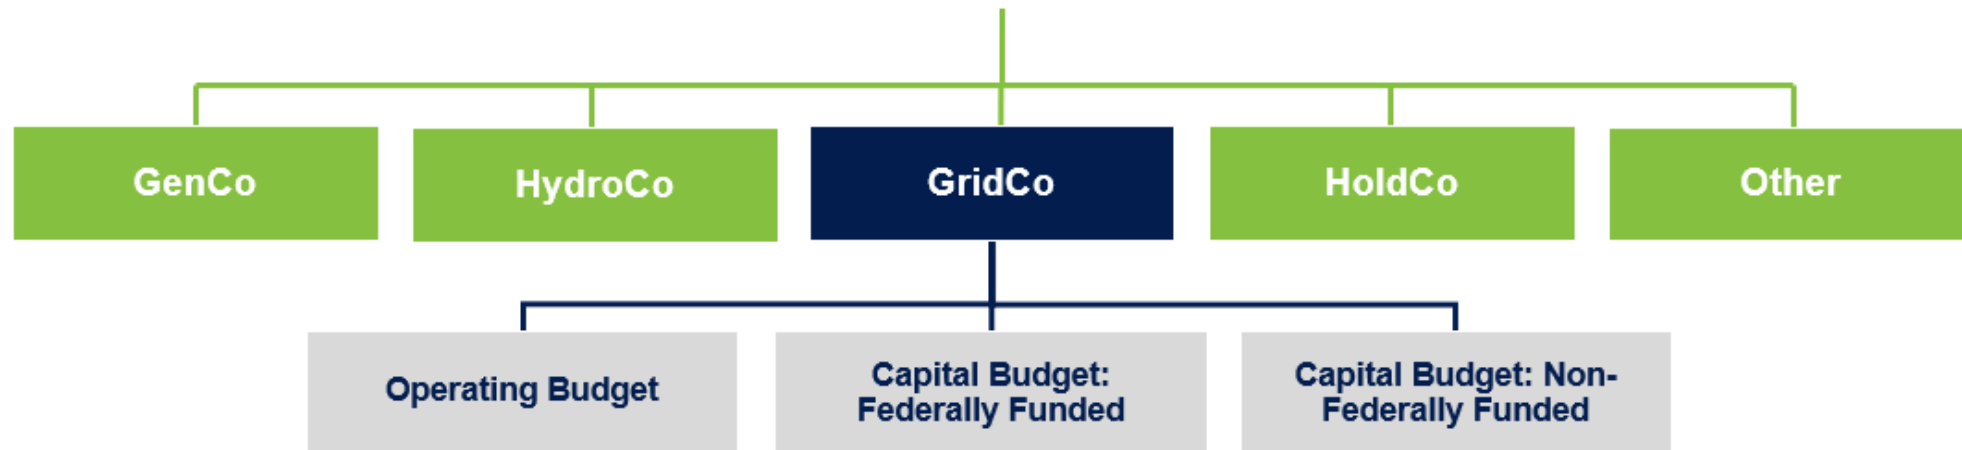 GenCo
HydroCo
GridCo
HoldCo
Other
Operating Budget
Capital Budget:
Federally Funded
Capital Budget: Non-
Federally Funded